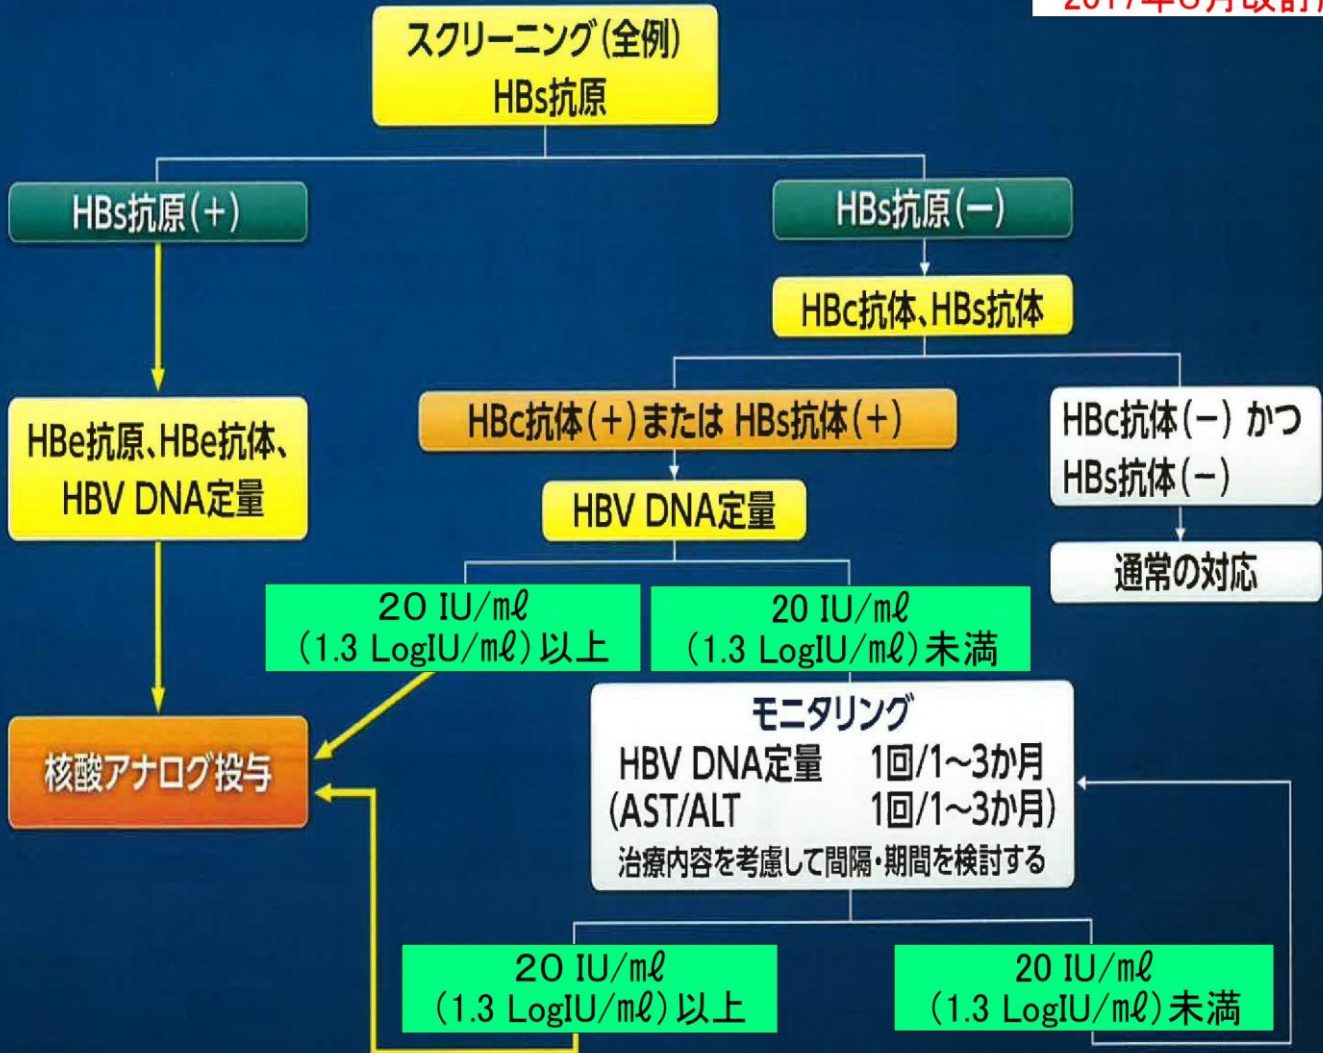 スクリーニング(全例)
HBs抗原
HBs抗原(+)
HBs抗原(−)
HBc抗体、HBs抗体
HBc抗体(+)または HBs抗体(+)
HBc抗体(−) かつ
HBs抗体(−)
HBe抗原、HBe抗体、
HBV DNA定量
HBV DNA定量
通常の対応
20 IU/mℓ
(1.3 LogIU/mℓ)以上
20 IU/mℓ
(1.3 LogIU/mℓ)未満
核酸アナログ投与
モニタリング
HBV DNA定量 1回/1〜3か月
(AST/ALT 1回/1〜3か月)
治療内容を考慮して間隔・期間を検討する
20 IU/mℓ
(1.3 LogIU/mℓ)以上
20 IU/mℓ
(1.3 LogIU/mℓ)未満